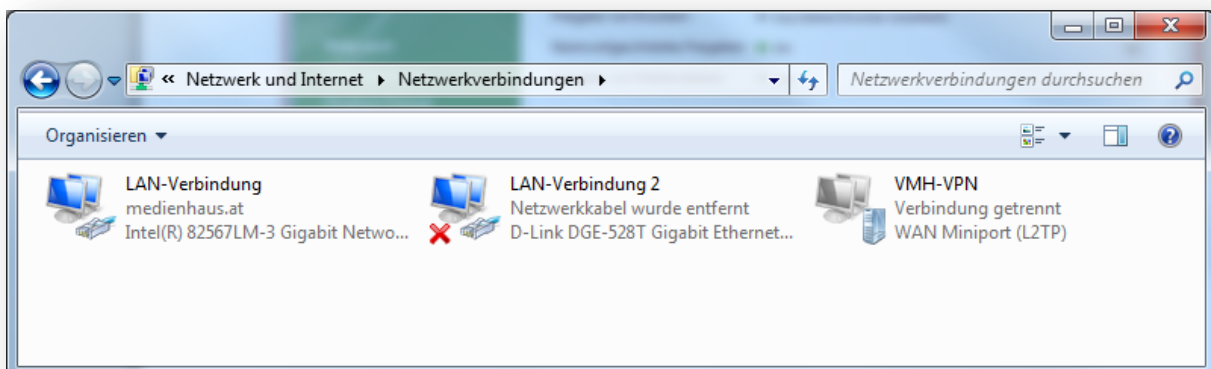 « Netzwerk und Internet ▸ Netzwerkverbindungen ▸
Netzwerkverbindungen durchsuchen
Organisieren
LAN-Verbindung
medienhaus.at
Intel(R) 82567LM-3 Gigabit Netwo...
LAN-Verbindung 2
Netzwerkkabel wurde entfernt
D-Link DGE-528T Gigabit Ethernet...
VMH-VPN
Verbindung getrennt
WAN Miniport (L2TP)